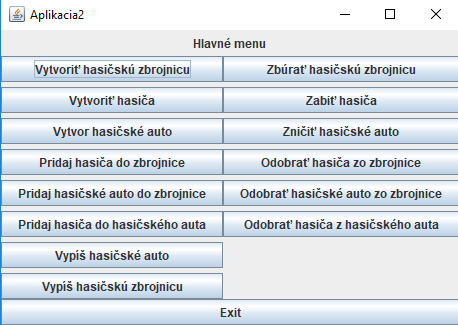 Aplikacia2
Hlavné menu
Vytvoriť hasičskú zbrojnicu Zbúrať hasičskú zbrojnicu
Vytvoriť hasiča Zabiť hasiča
Vytvor hasičské auto Zničiť hasičské auto
Pridaj hasiča do zbrojnice Odobrať hasiča zo zbrojnice
Pridaj hasičské auto do zbrojnice Odobrať hasičské auto zo zbrojnice
Pridaj hasiča do hasičského auta Odobrať hasiča z hasičského auta
Vypíš hasičské auto
Vypíš hasičskú zbrojnicu
Exit